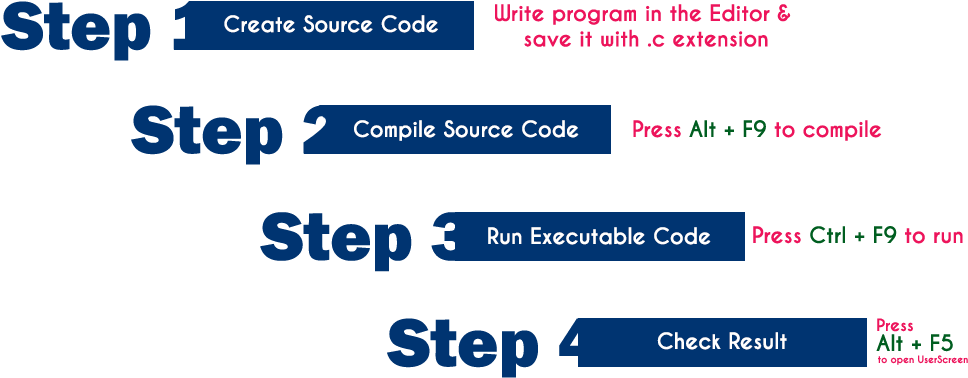 Step 1 Create Source Code
Write program in the Editor &
save it with .c extension
Step 2 Compile Source Code
Press Alt + F9 to compile
Step 3 Run Executable Code
Press Ctrl + F9 to run
Step 4 Check Result
Press
Alt + F5
to open UserScreen